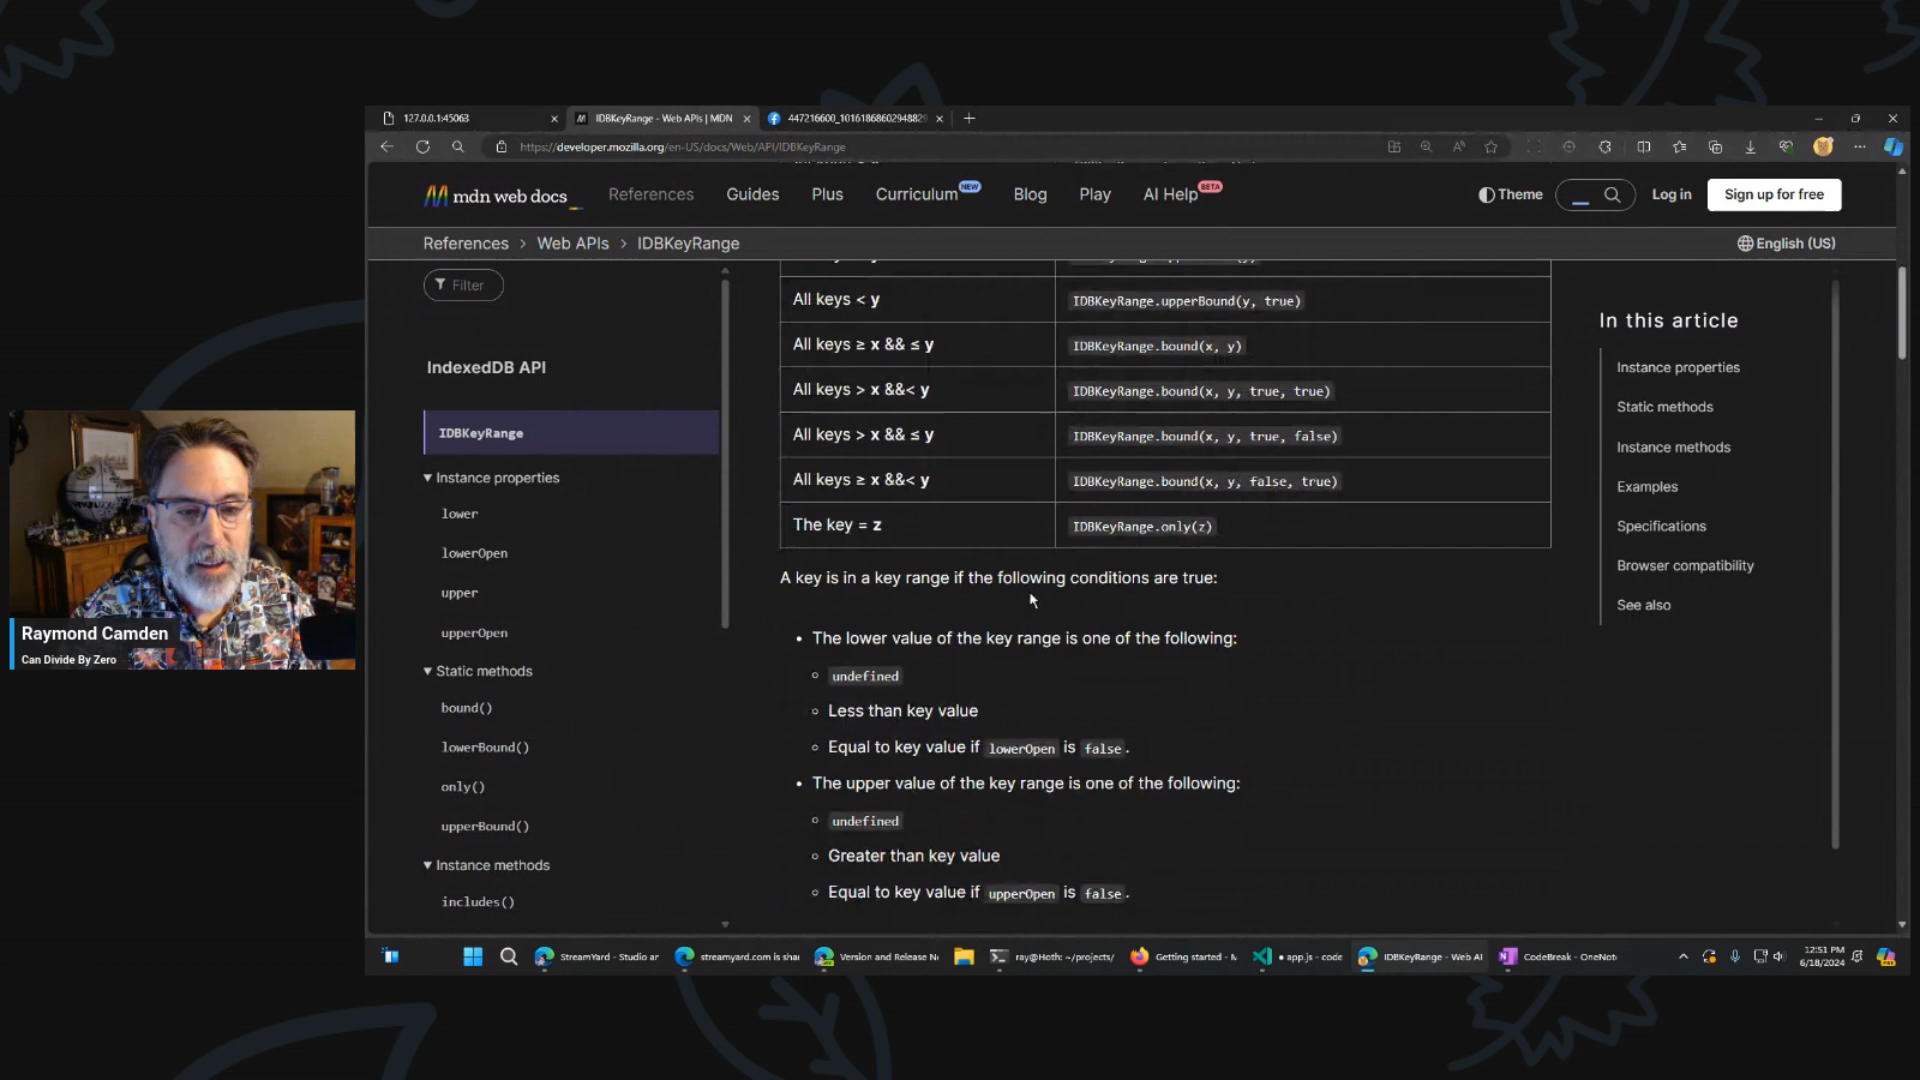 127.0.0.1:45063
IDBKeyRange - Web APIs | MDN
447216600_10161868602948829
https://developer.mozilla.org/en-US/docs/Web/API/IDBKeyRange
mdn web docs
References
Guides
Plus
Curriculum NEW
Blog
Play
AI Help BETA
Theme
Log in
Sign up for free
References > Web APIs > IDBKeyRange
English (US)
Filter
IndexedDB API
IDBKeyRange
Instance properties
lower
lowerOpen
upper
upperOpen
Static methods
bound()
lowerBound()
only()
upperBound()
Instance methods
includes()
All keys < y IDBKeyRange.upperBound(y, true)
All keys ≥ x && ≤ y IDBKeyRange.bound(x, y)
All keys > x &&< y IDBKeyRange.bound(x, y, true, true)
All keys > x && ≤ y IDBKeyRange.bound(x, y, true, false)
All keys ≥ x &&< y IDBKeyRange.bound(x, y, false, true)
The key = z IDBKeyRange.only(z)
A key is in a key range if the following conditions are true:
• The lower value of the key range is one of the following:
undefined
Less than key value
Equal to key value if lowerOpen is false.
• The upper value of the key range is one of the following:
undefined
Greater than key value
Equal to key value if upperOpen is false.
In this article
Instance properties
Static methods
Instance methods
Examples
Specifications
Browser compatibility
See also
Raymond Camden
Can Divide By Zero
StreamYard - Studio ar
streamyard.com is shar
Version and Release N
ray@Hoth: ~/projects/
Getting started - M
● app.js - code
IDBKeyRange - Web AI
CodeBreak - OneNot
12:51 PM
6/18/2024